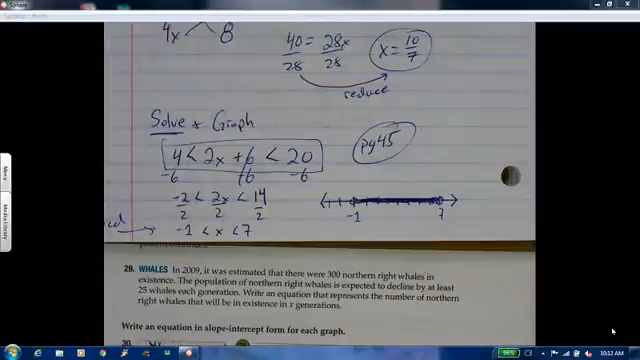 4x 8
40 = 28x
28 28
x = 10
7
reduce
Solve & Graph
4 < 2x + 6 < 20
pg 45
-6 -6 -6
-2 < 2x < 14
2 2 2
-1 7
-1 < x < 7
29. WHALES In 2009, it was estimated that there were 300 northern right whales in
existence. The population of northern right whales is expected to decline by at least
25 whales each generation. Write an equation that represents the number of northern
right whales that will be in existence in x generations.
Write an equation in slope-intercept form for each graph.
30.
96%
10:12 AM